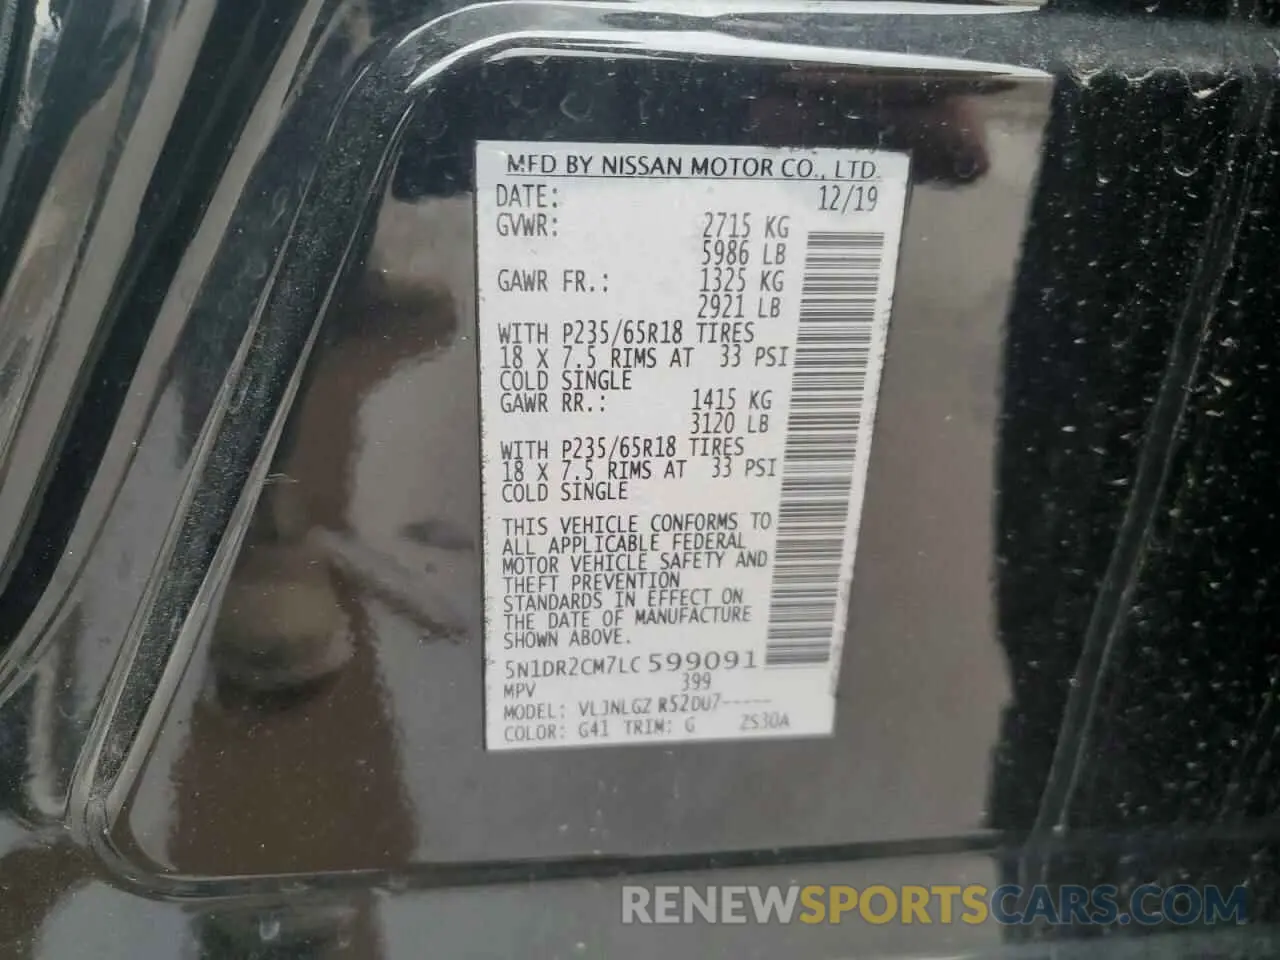 MFD BY NISSAN MOTOR CO., LTD.
DATE: 12/19
GVWR: 2715 KG
5986 LB
GAWR FR.: 1325 KG
2921 LB
WITH P235/65R18 TIRES
18 X 7.5 RIMS AT 33 PSI
COLD SINGLE
GAWR RR.: 1415 KG
3120 LB
WITH P235/65R18 TIRES
18 X 7.5 RIMS AT 33 PSI
COLD SINGLE
THIS VEHICLE CONFORMS TO
ALL APPLICABLE FEDERAL
MOTOR VEHICLE SAFETY AND
THEFT PREVENTION
STANDARDS IN EFFECT ON
THE DATE OF MANUFACTURE
SHOWN ABOVE.
5N1DR2CM7LC599091
MPV 399
MODEL: VLJNLGZ R52DU7-----
COLOR: G41 TRIM: G 2S30A
RENEWSPORTSCARS.COM